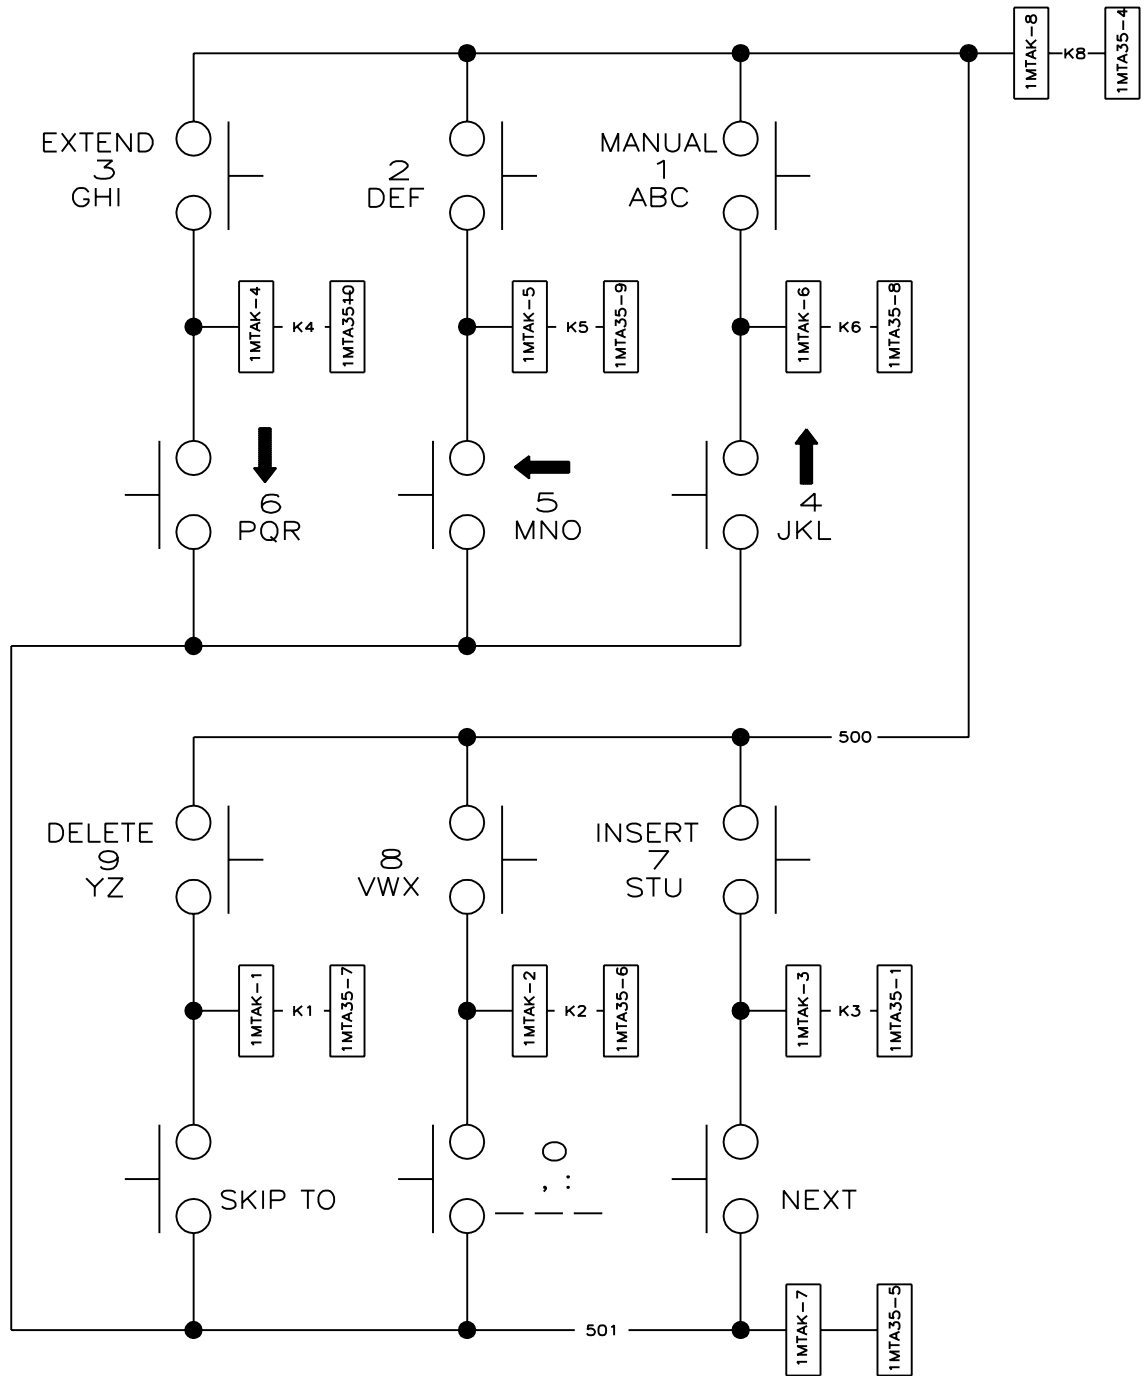 1MTAK-8
K8
1MTA35-4
EXTEND
3
GHI
2
DEF
MANUAL
1
ABC
1MTAK-4
K4
1MTA35-10
1MTAK-5
K5
1MTA35-9
1MTAK-6
K6
1MTA35-8
6
PQR
5
MNO
4
JKL
500
DELETE
9
YZ
8
VWX
INSERT
7
STU
1MTAK-1
K1
1MTA35-7
1MTAK-2
K2
1MTA35-6
1MTAK-3
K3
1MTA35-1
SKIP TO
0
, :
_ _ _
NEXT
501
1MTAK-7
1MTA35-5